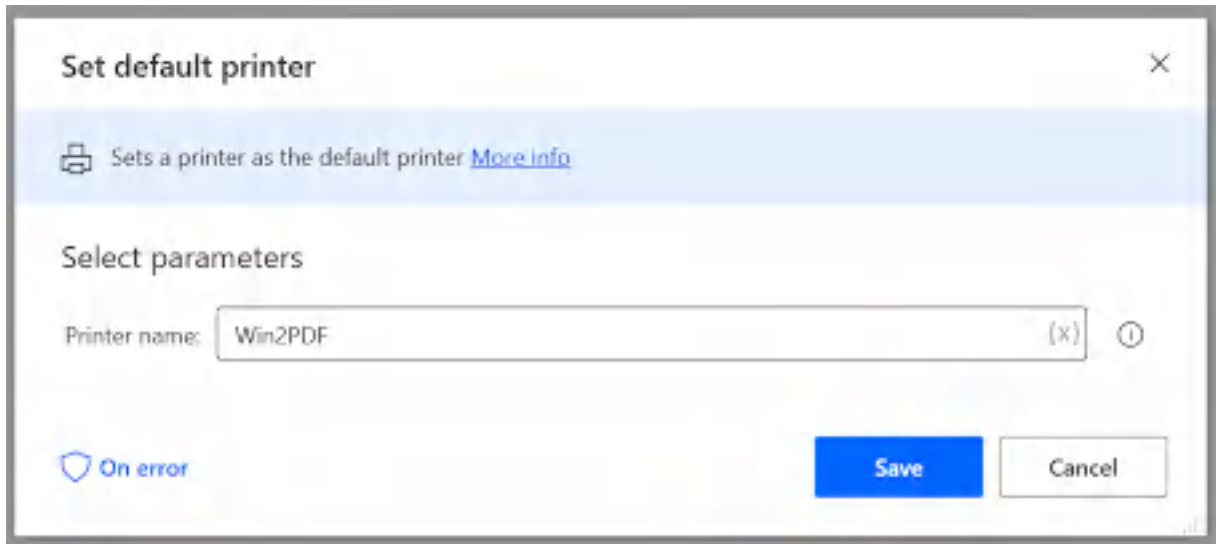 Set default printer
Sets a printer as the default printer More info
Select parameters
Printer name: Win2PDF (x)
On error Save Cancel